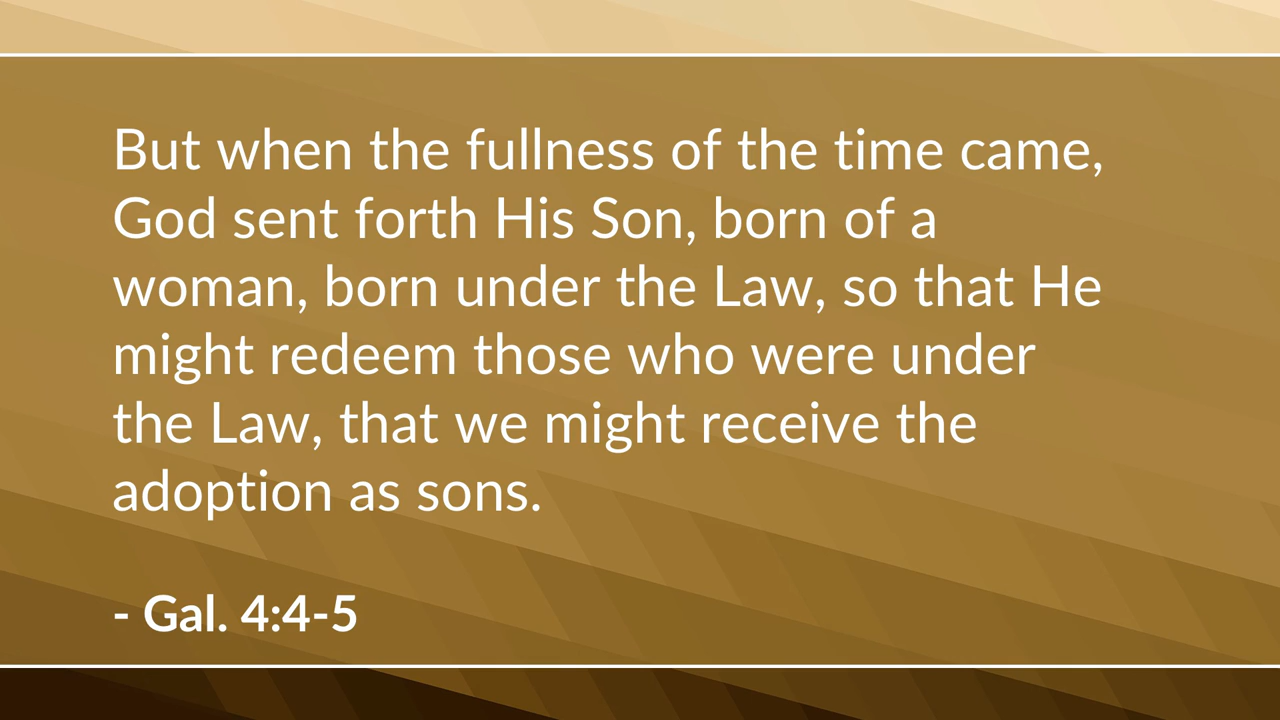 But when the fullness of the time came,
God sent forth His Son, born of a
woman, born under the Law, so that He
might redeem those who were under
the Law, that we might receive the
adoption as sons.
- Gal. 4:4-5